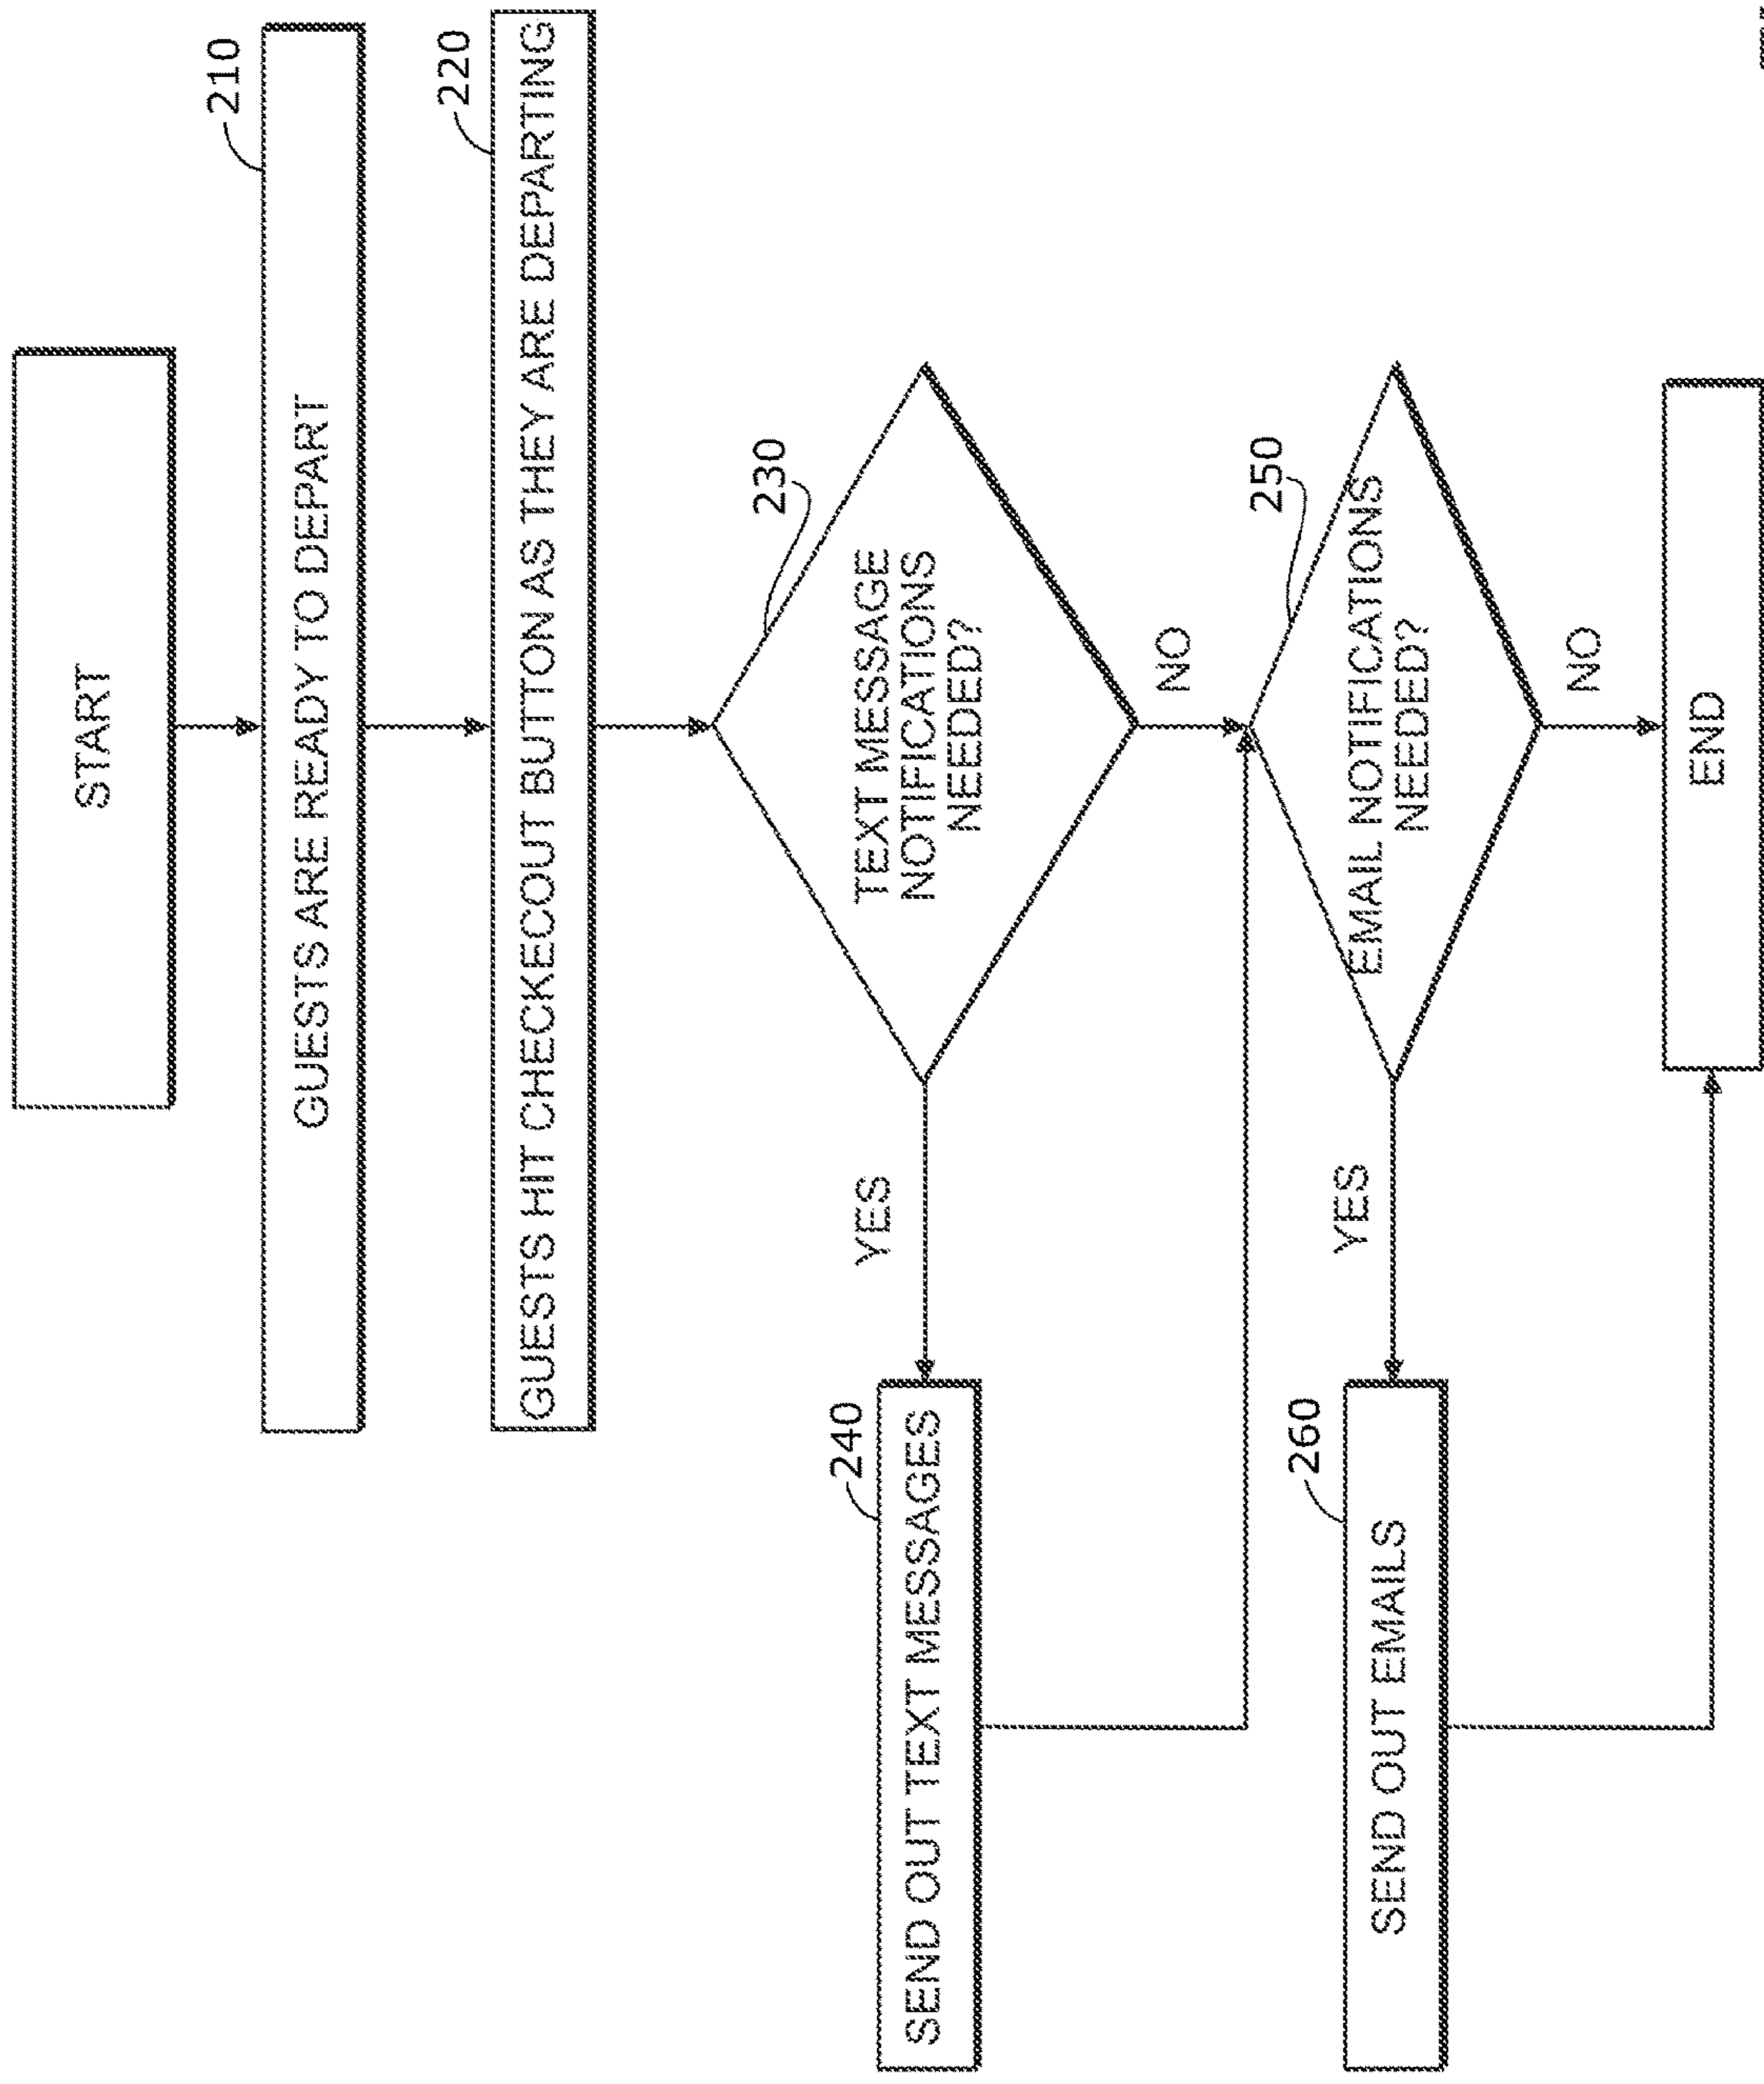 START
210
GUESTS ARE READY TO DEPART
220
GUESTS HIT CHECKECOUT BUTTON AS THEY ARE DEPARTING
230
TEXT MESSAGE
NOTIFICATIONS
NEEDED?
YES
NO
240
SEND OUT TEXT MESSAGES
250
EMAIL NOTIFICATIONS
NEEDED?
YES
NO
260
SEND OUT EMAILS
END